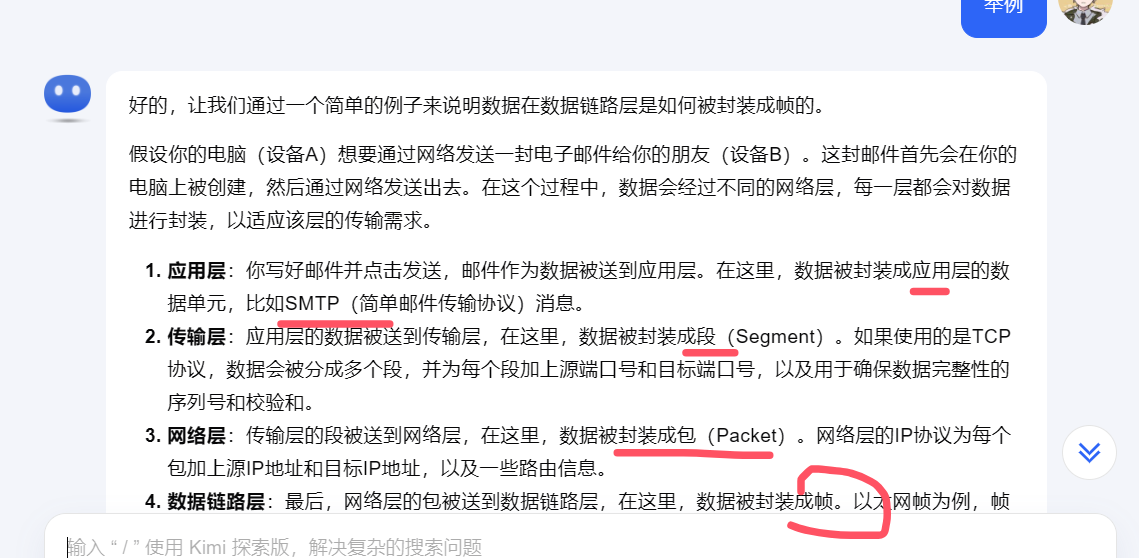 举例
好的，让我们通过一个简单的例子来说明数据在数据链路层是如何被封装成帧的。
假设你的电脑（设备A）想要通过网络发送一封电子邮件给你的朋友（设备B）。这封邮件首先会在你的
电脑上被创建，然后通过网络发送出去。在这个过程中，数据会经过不同的网络层，每一层都会对数据
进行封装，以适应该层的传输需求。
1. 应用层：你写好邮件并点击发送，邮件作为数据被送到应用层。在这里，数据被封装成应用层的数
据单元，比如SMTP（简单邮件传输协议）消息。
2. 传输层：应用层的数据被送到传输层，在这里，数据被封装成段（Segment）。如果使用的是TCP
协议，数据会被分成多个段，并为每个段加上源端口号和目标端口号，以及用于确保数据完整性的
序列号和校验和。
3. 网络层：传输层的段被送到网络层，在这里，数据被封装成包（Packet）。网络层的IP协议为每个
包加上源IP地址和目标IP地址，以及一些路由信息。
4. 数据链路层：最后，网络层的包被送到数据链路层，在这里，数据被封装成帧。以太网帧为例，帧
输入 “ / ” 使用 Kimi 探索版，解决复杂的搜索问题